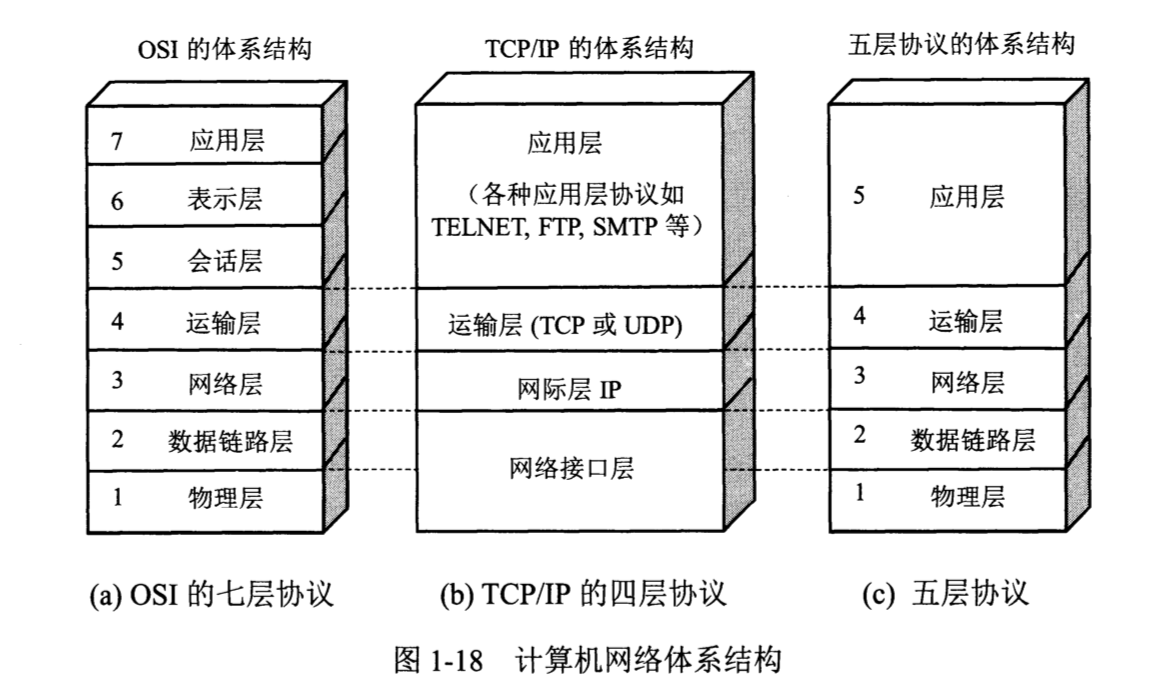 OSI 的体系结构
7 应用层
6 表示层
5 会话层
4 运输层
3 网络层
2 数据链路层
1 物理层
(a) OSI 的七层协议
TCP/IP 的体系结构
应用层
（各种应用层协议如
TELNET, FTP, SMTP 等）
运输层 (TCP 或 UDP)
网际层 IP
网络接口层
(b) TCP/IP 的四层协议
五层协议的体系结构
5 应用层
4 运输层
3 网络层
2 数据链路层
1 物理层
(c) 五层协议
图 1-18 计算机网络体系结构